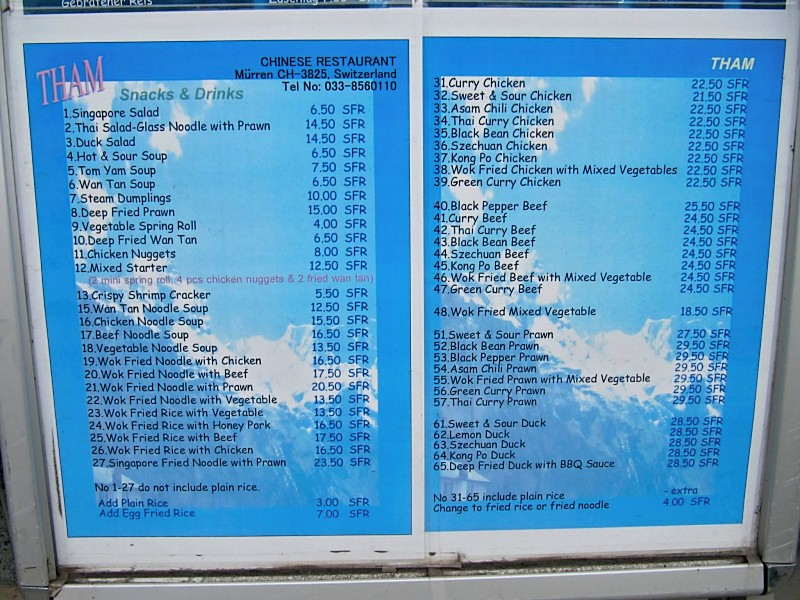 Gebratener Reis
THAM
CHINESE RESTAURANT
Mürren CH-3825, Switzerland
Tel No: 033-8560110
Snacks & Drinks
1.Singapore Salad 6.50 SFR
2.Thai Salad-Glass Noodle with Prawn 14.50 SFR
3.Duck Salad 14.50 SFR
4.Hot & Sour Soup 6.50 SFR
5.Tom Yam Soup 7.50 SFR
6.Wan Tan Soup 6.50 SFR
7.Steam Dumplings 10.00 SFR
8.Deep Fried Prawn 15.00 SFR
9.Vegetable Spring Roll 4.00 SFR
10.Deep Fried Wan Tan 6.50 SFR
11.Chicken Nuggets 8.00 SFR
12.Mixed Starter 12.50 SFR
(2 mini spring roll, 4 pcs chicken nuggets & 2 fried wan tan)
13.Crispy Shrimp Cracker 5.50 SFR
15.Wan Tan Noodle Soup 12.50 SFR
16.Chicken Noodle Soup 15.50 SFR
17.Beef Noodle Soup 16.50 SFR
18.Vegetable Noodle Soup 13.50 SFR
19.Wok Fried Noodle with Chicken 16.50 SFR
20.Wok Fried Noodle with Beef 17.50 SFR
21.Wok Fried Noodle with Prawn 20.50 SFR
22.Wok Fried Noodle with Vegetable 13.50 SFR
23.Wok Fried Rice with Vegetable 13.50 SFR
24.Wok Fried Rice with Honey Pork 16.50 SFR
25.Wok Fried Rice with Beef 17.50 SFR
26.Wok Fried Rice with Chicken 16.50 SFR
27.Singapore Fried Noodle with Prawn 23.50 SFR
No 1-27 do not include plain rice.
Add Plain Rice 3.00 SFR
Add Egg Fried Rice 7.00 SFR
THAM
31.Curry Chicken 22.50 SFR
32.Sweet & Sour Chicken 21.50 SFR
33.Asam Chili Chicken 22.50 SFR
34.Thai Curry Chicken 22.50 SFR
35.Black Bean Chicken 22.50 SFR
36.Szechuan Chicken 22.50 SFR
37.Kong Po Chicken 22.50 SFR
38.Wok Fried Chicken with Mixed Vegetables 22.50 SFR
39.Green Curry Chicken 22.50 SFR
40.Black Pepper Beef 25.50 SFR
41.Curry Beef 24.50 SFR
42.Thai Curry Beef 24.50 SFR
43.Black Bean Beef 24.50 SFR
44.Szechuan Beef 24.50 SFR
45.Kong Po Beef 24.50 SFR
46.Wok Fried Beef with Mixed Vegetable 24.50 SFR
47.Green Curry Beef 24.50 SFR
48.Wok Fried Mixed Vegetable 18.50 SFR
51.Sweet & Sour Prawn 27.50 SFR
52.Black Bean Prawn 29.50 SFR
53.Black Pepper Prawn 29.50 SFR
54.Asam Chili Prawn 29.50 SFR
55.Wok Fried Prawn with Mixed Vegetable 29.50 SFR
56.Green Curry Prawn 29.50 SFR
57.Thai Curry Prawn 29.50 SFR
61.Sweet & Sour Duck 28.50 SFR
62.Lemon Duck 28.50 SFR
63.Szechuan Duck 28.50 SFR
64.Kong Po Duck 28.50 SFR
65.Deep Fried Duck with BBQ Sauce 28.50 SFR
No 31-65 include plain rice - extra
Change to fried rice or fried noodle 4.00 SFR